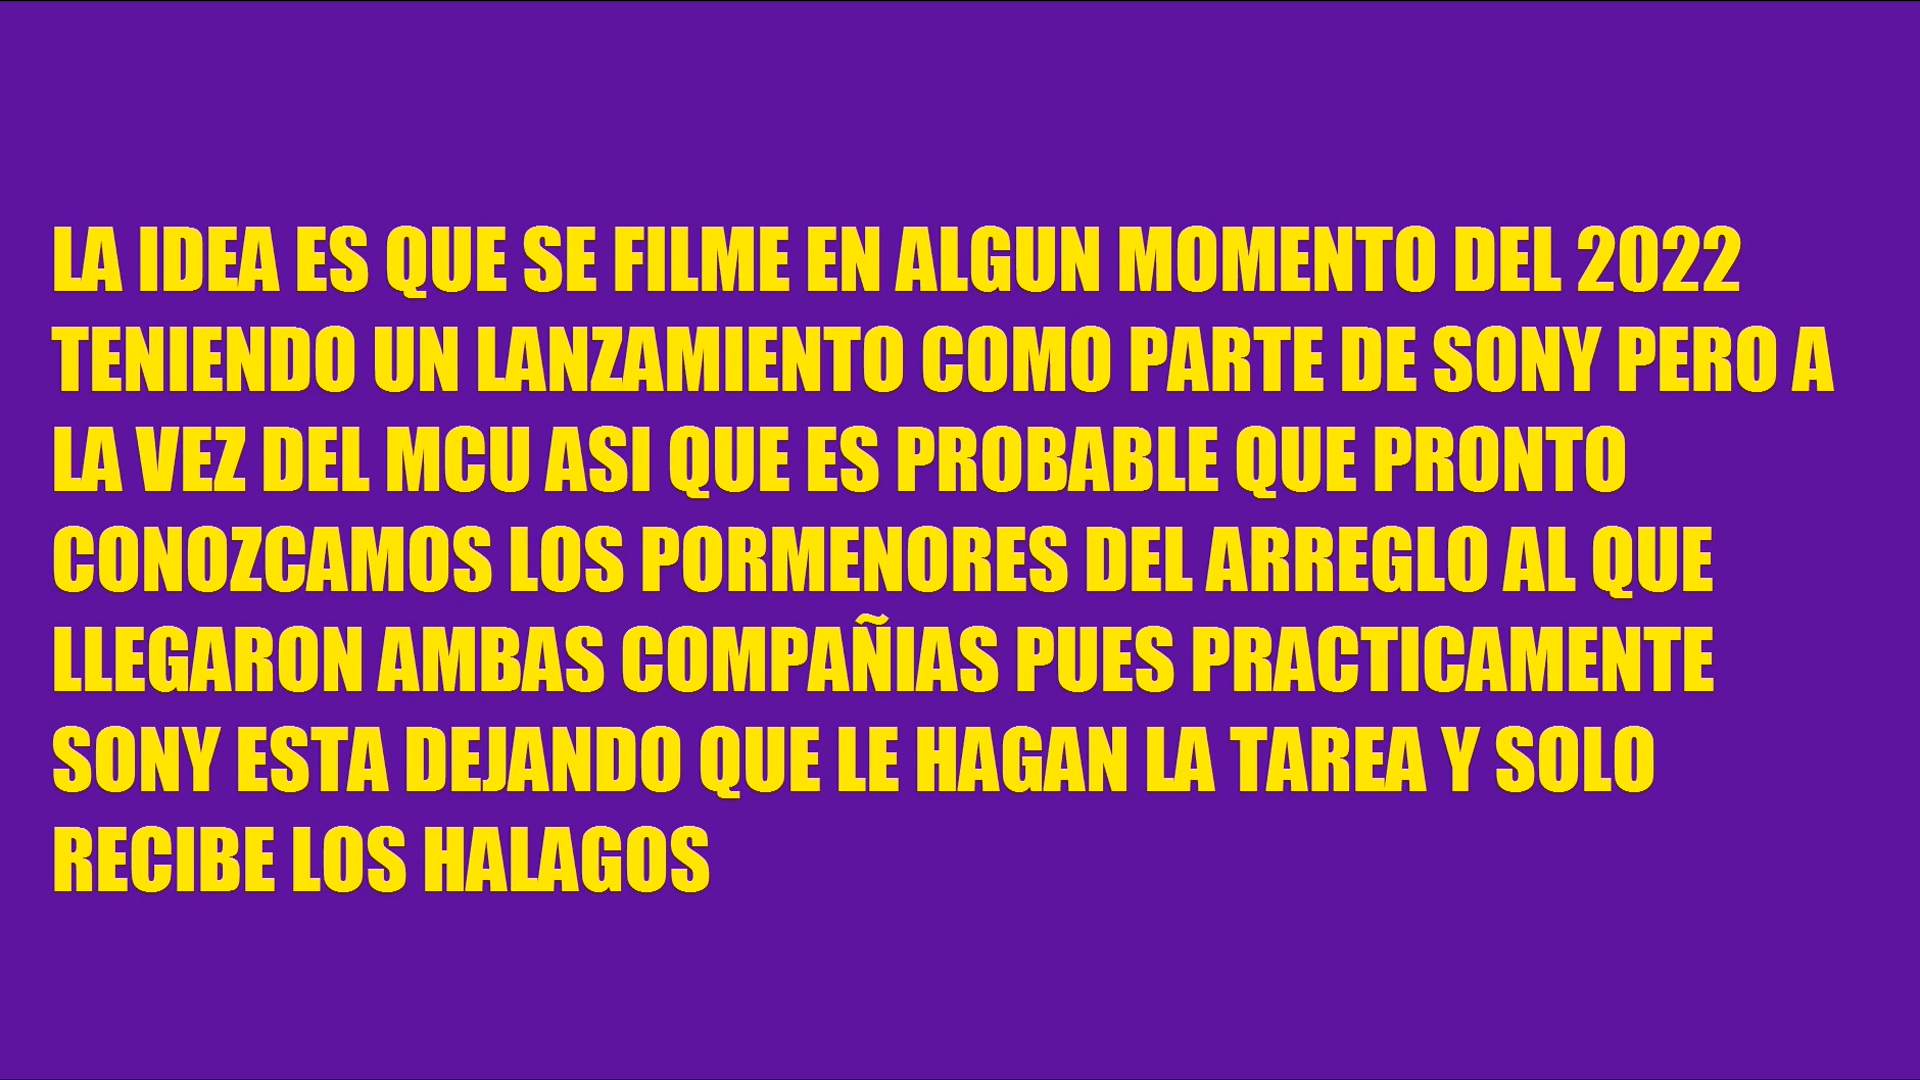 LA IDEA ES QUE SE FILME EN ALGUN MOMENTO DEL 2022
TENIENDO UN LANZAMIENTO COMO PARTE DE SONY PERO A
LA VEZ DEL MCU ASI QUE ES PROBABLE QUE PRONTO
CONOZCAMOS LOS PORMENORES DEL ARREGLO AL QUE
LLEGARON AMBAS COMPAÑIAS PUES PRACTICAMENTE
SONY ESTA DEJANDO QUE LE HAGAN LA TAREA Y SOLO
RECIBE LOS HALAGOS